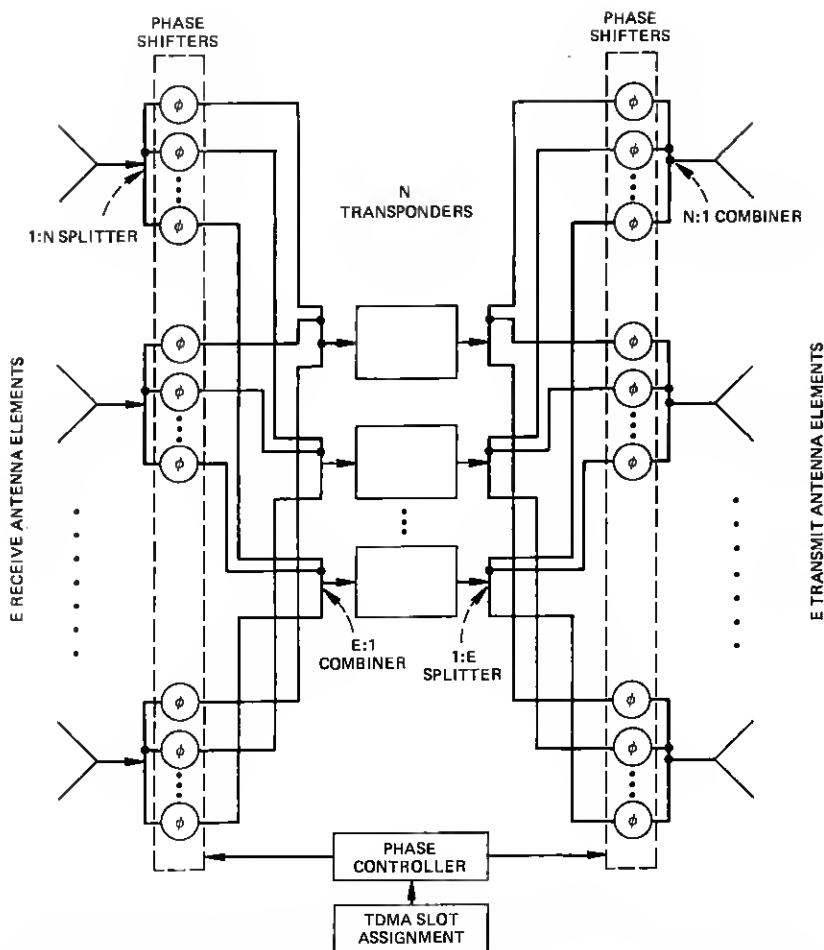 PHASE
SHIFTERS
PHASE
SHIFTERS
ϕ
ϕ
ϕ
1:N SPLITTER
N
TRANSPONDERS
ϕ
ϕ
ϕ
N:1 COMBINER
E RECEIVE ANTENNA ELEMENTS
ϕ
ϕ
ϕ
ϕ
ϕ
ϕ
E TRANSMIT ANTENNA ELEMENTS
E:1
COMBINER
1:E
SPLITTER
ϕ
ϕ
ϕ
ϕ
ϕ
ϕ
PHASE
CONTROLLER
TDMA SLOT
ASSIGNMENT